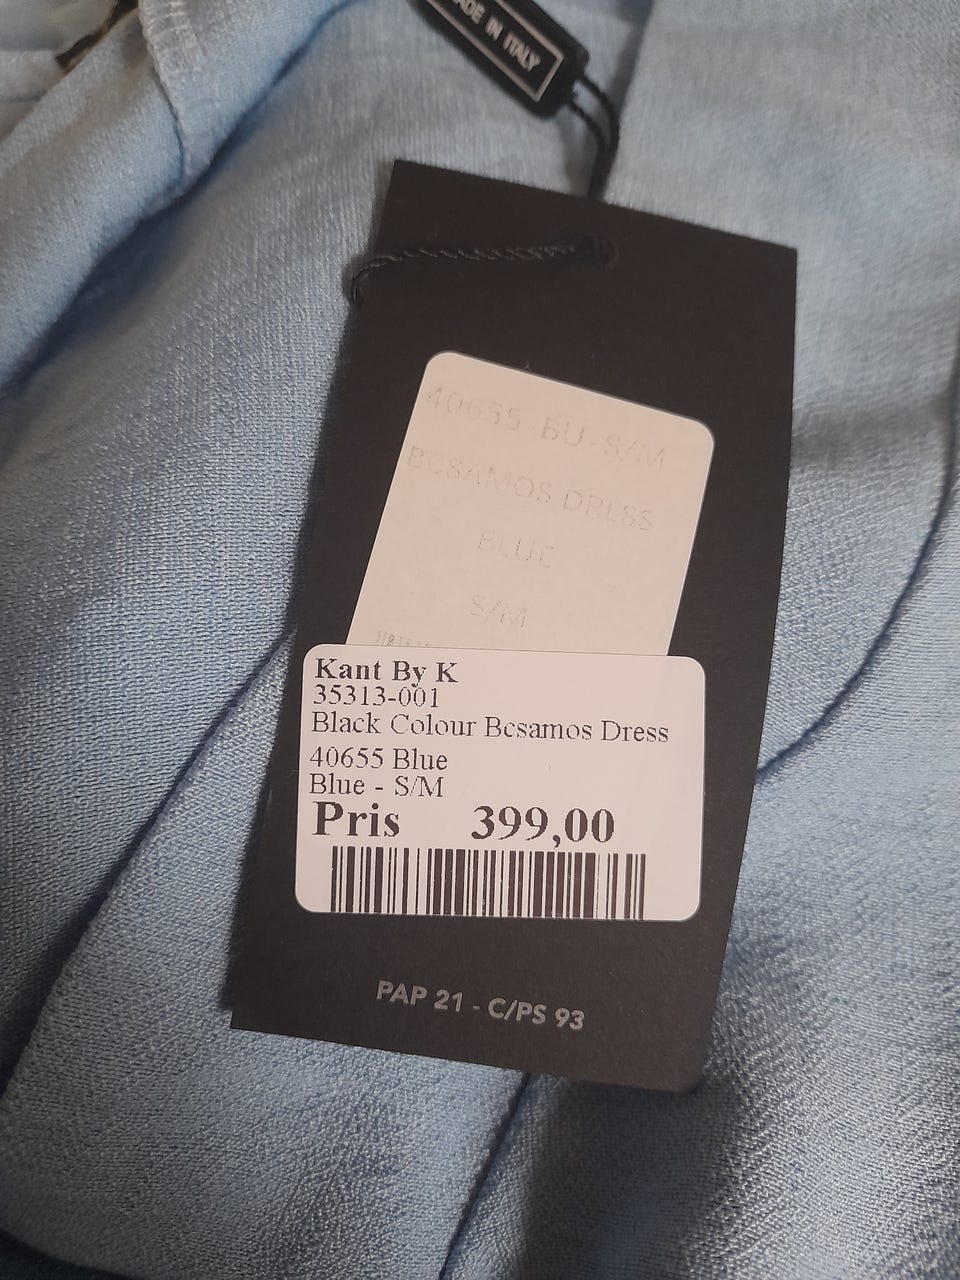 MADE IN ITALY
40655-BU-S/M
BCSAMOS DRESS
BLUE
S/M
Kant By K
35313-001
Black Colour Bcsamos Dress
40655 Blue
Blue - S/M
Pris 399,00
PAP 21 - C/PS 93